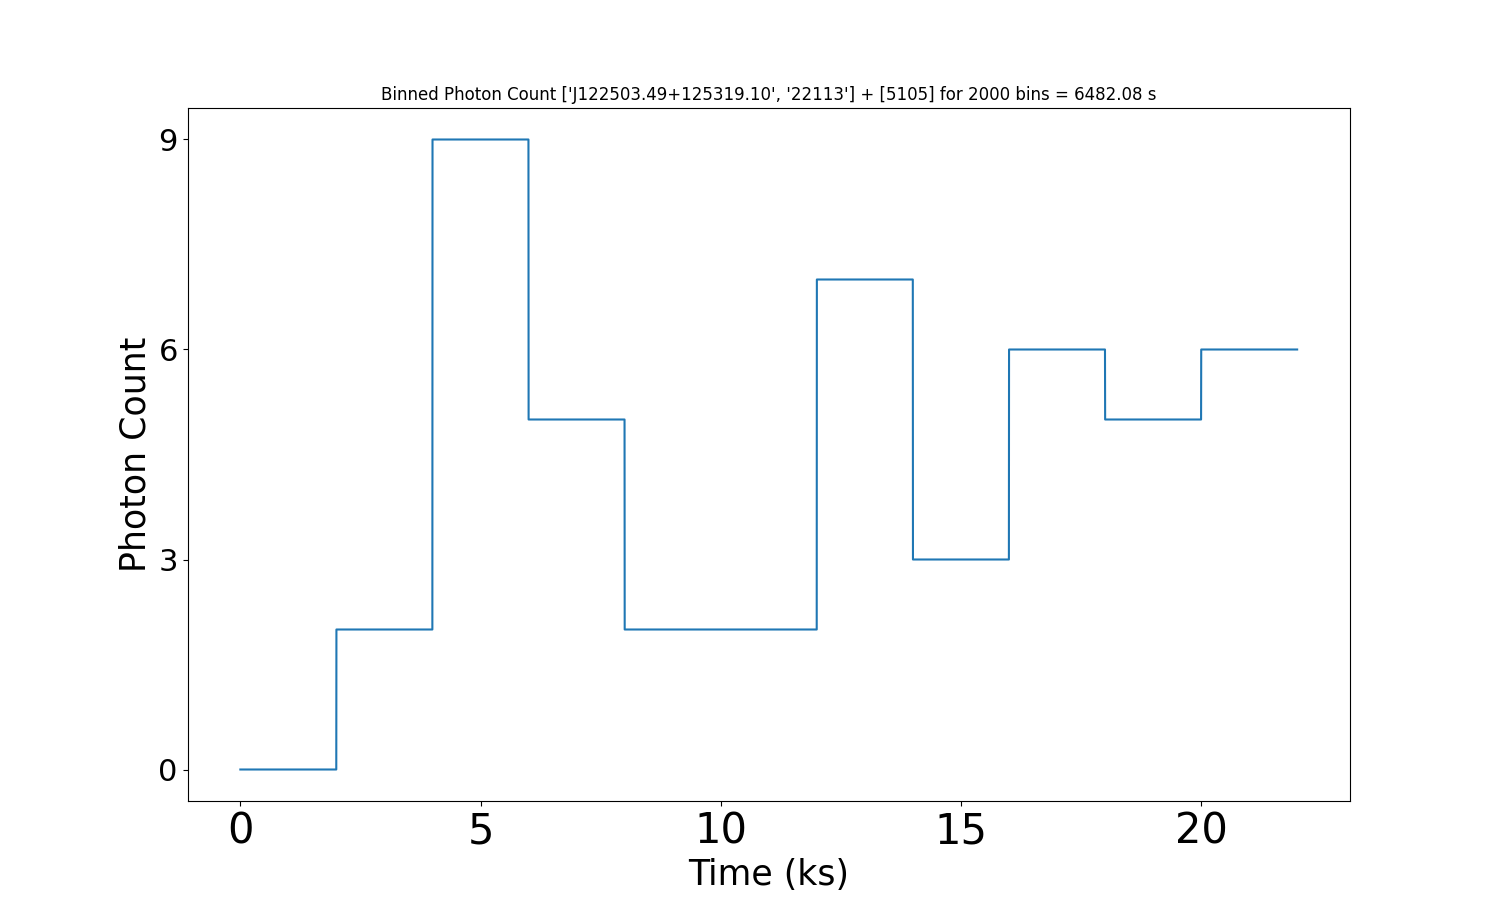 Binned Photon Count ['J122503.49+125319.10', '22113'] + [5105] for 2000 bins = 6482.08 s
9
6
3
0
Photon Count
0 5 10 15 20
Time (ks)